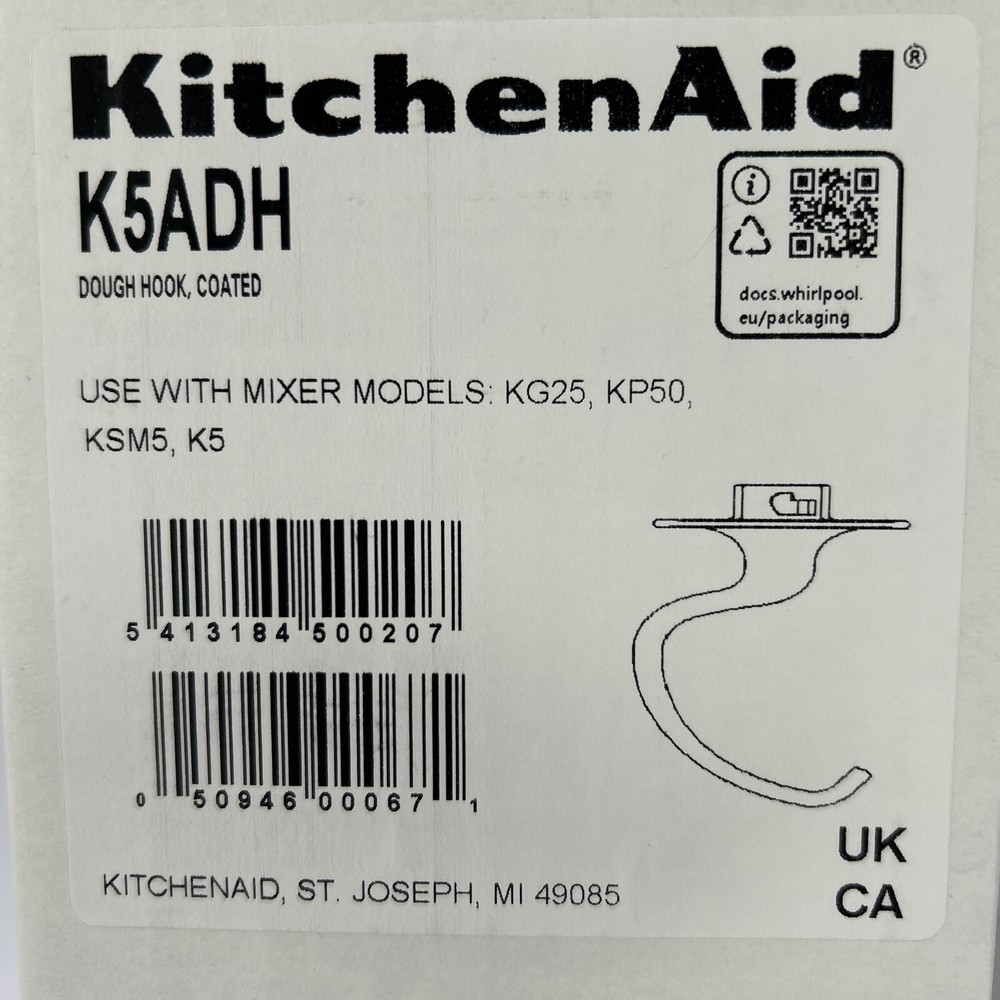 KitchenAid®
K5ADH
DOUGH HOOK, COATED
docs.whirlpool.
eu/packaging
USE WITH MIXER MODELS: KG25, KP50,
KSM5, K5
5 413184 500207
0 50946 00067 1
UK
CA
KITCHENAID, ST. JOSEPH, MI 49085